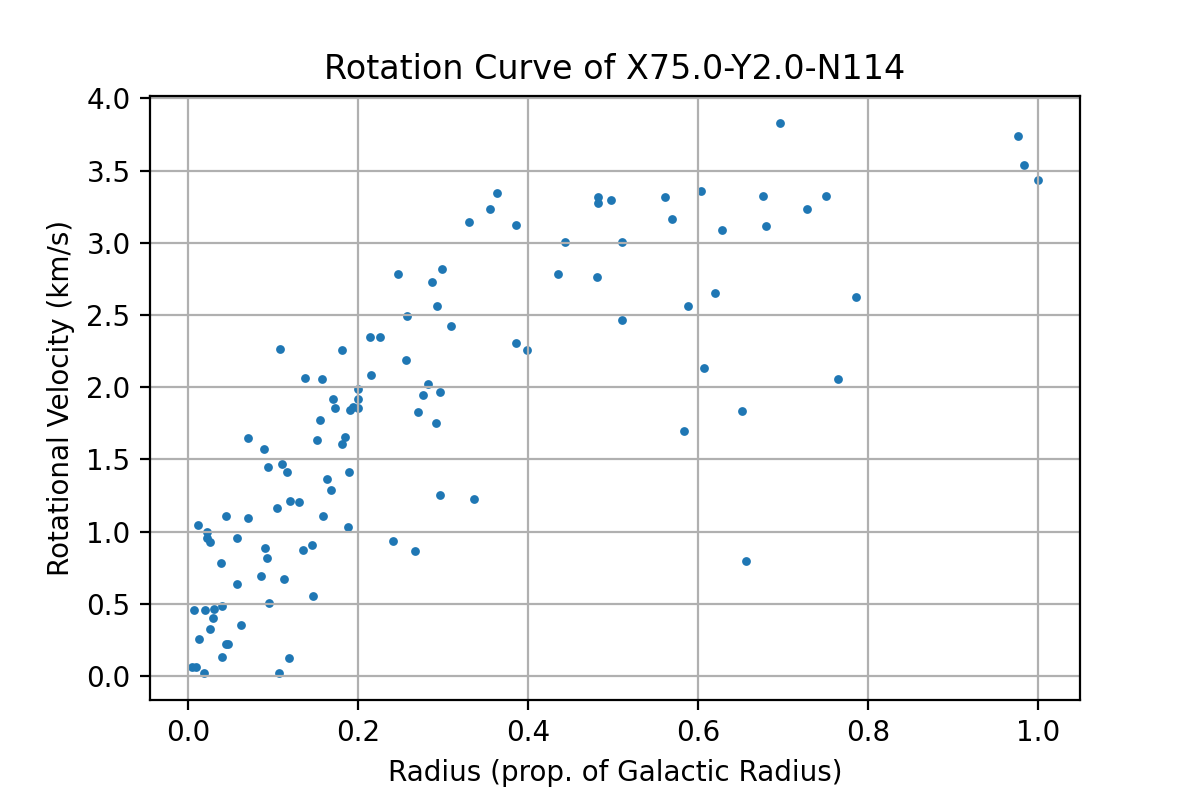 Rotation Curve of X75.0-Y2.0-N114
Rotational Velocity (km/s)
4.0
3.5
3.0
2.5
2.0
1.5
1.0
0.5
0.0
0.0 0.2 0.4 0.6 0.8 1.0
Radius (prop. of Galactic Radius)